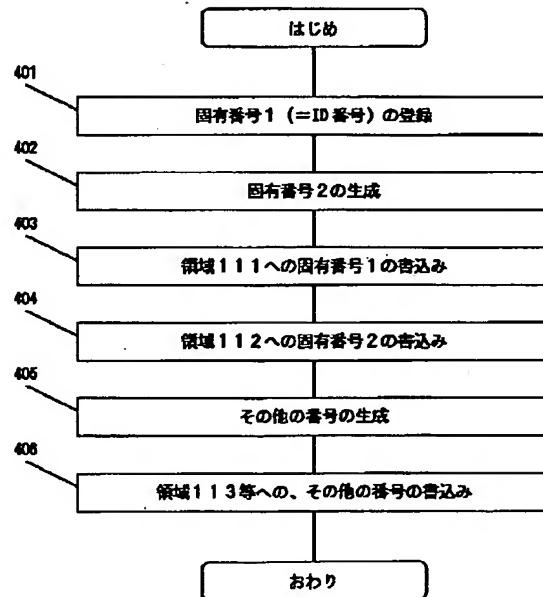 はじめ
401
固有番号1（＝ID番号）の登録
402
固有番号2の生成
403
領域111への固有番号1の書込み
404
領域112への固有番号2の書込み
405
その他の番号の生成
406
領域113等への、その他の番号の書込み
おわり